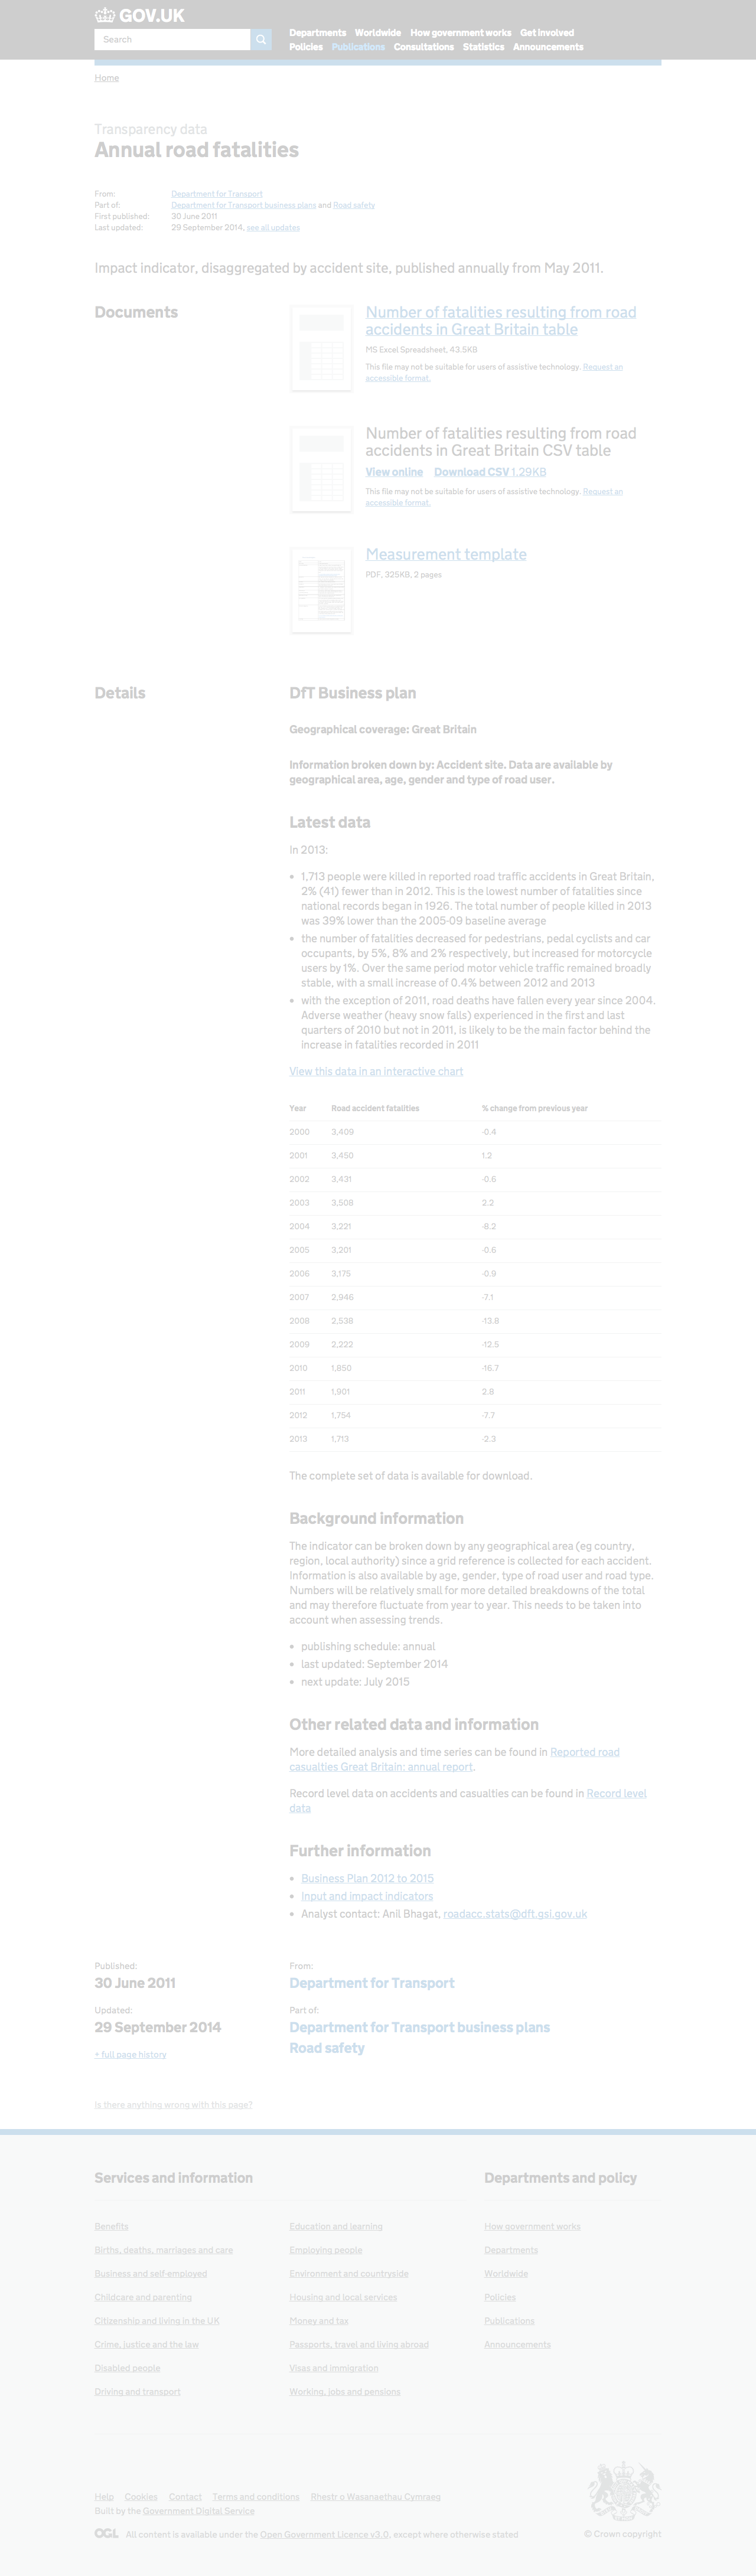 GOV.UK
Search
Departments Worldwide How government works Get involved
Policies Publications Consultations Statistics Announcements
Home
Transparency data
Annual road fatalities
From: Department for Transport
Part of: Department for Transport business plans and Road safety
First published: 30 June 2011
Last updated: 29 September 2014, see all updates
Impact indicator, disaggregated by accident site, published annually from May 2011.
Documents
Number of fatalities resulting from road
accidents in Great Britain table
MS Excel Spreadsheet, 43.5KB
This file may not be suitable for users of assistive technology. Request an
accessible format.
Number of fatalities resulting from road
accidents in Great Britain CSV table
View online Download CSV 1.29KB
This file may not be suitable for users of assistive technology. Request an
accessible format.
Measurement template
PDF, 325KB, 2 pages
Details
DfT Business plan
Geographical coverage: Great Britain
Information broken down by: Accident site. Data are available by
geographical area, age, gender and type of road user.
Latest data
In 2013:
• 1,713 people were killed in reported road traffic accidents in Great Britain,
2% (41) fewer than in 2012. This is the lowest number of fatalities since
national records began in 1926. The total number of people killed in 2013
was 39% lower than the 2005-09 baseline average
• the number of fatalities decreased for pedestrians, pedal cyclists and car
occupants, by 5%, 8% and 2% respectively, but increased for motorcycle
users by 1%. Over the same period motor vehicle traffic remained broadly
stable, with a small increase of 0.4% between 2012 and 2013
• with the exception of 2011, road deaths have fallen every year since 2004.
Adverse weather (heavy snow falls) experienced in the first and last
quarters of 2010 but not in 2011, is likely to be the main factor behind the
increase in fatalities recorded in 2011
View this data in an interactive chart
Year Road accident fatalities % change from previous year
2000 3,409 -0.4
2001 3,450 1.2
2002 3,431 -0.6
2003 3,508 2.2
2004 3,221 -8.2
2005 3,201 -0.6
2006 3,175 -0.9
2007 2,946 -7.1
2008 2,538 -13.8
2009 2,222 -12.5
2010 1,850 -16.7
2011 1,901 2.8
2012 1,754 -7.7
2013 1,713 -2.3
The complete set of data is available for download.
Background information
The indicator can be broken down by any geographical area (eg country,
region, local authority) since a grid reference is collected for each accident.
Information is also available by age, gender, type of road user and road type.
Numbers will be relatively small for more detailed breakdowns of the total
and may therefore fluctuate from year to year. This needs to be taken into
account when assessing trends.
• publishing schedule: annual
• last updated: September 2014
• next update: July 2015
Other related data and information
More detailed analysis and time series can be found in Reported road
casualties Great Britain: annual report.
Record level data on accidents and casualties can be found in Record level
data
Further information
• Business Plan 2012 to 2015
• Input and impact indicators
• Analyst contact: Anil Bhagat, roadacc.stats@dft.gsi.gov.uk
Published:
30 June 2011
Updated:
29 September 2014
+ full page history
From:
Department for Transport
Part of:
Department for Transport business plans
Road safety
Is there anything wrong with this page?
Services and information
Benefits
Births, deaths, marriages and care
Business and self-employed
Childcare and parenting
Citizenship and living in the UK
Crime, justice and the law
Disabled people
Driving and transport
Education and learning
Employing people
Environment and countryside
Housing and local services
Money and tax
Passports, travel and living abroad
Visas and immigration
Working, jobs and pensions
Departments and policy
How government works
Departments
Worldwide
Policies
Publications
Announcements
Help Cookies Contact Terms and conditions Rhestr o Wasanaethau Cymraeg
Built by the Government Digital Service
OGL All content is available under the Open Government Licence v3.0, except where otherwise stated
© Crown copyright